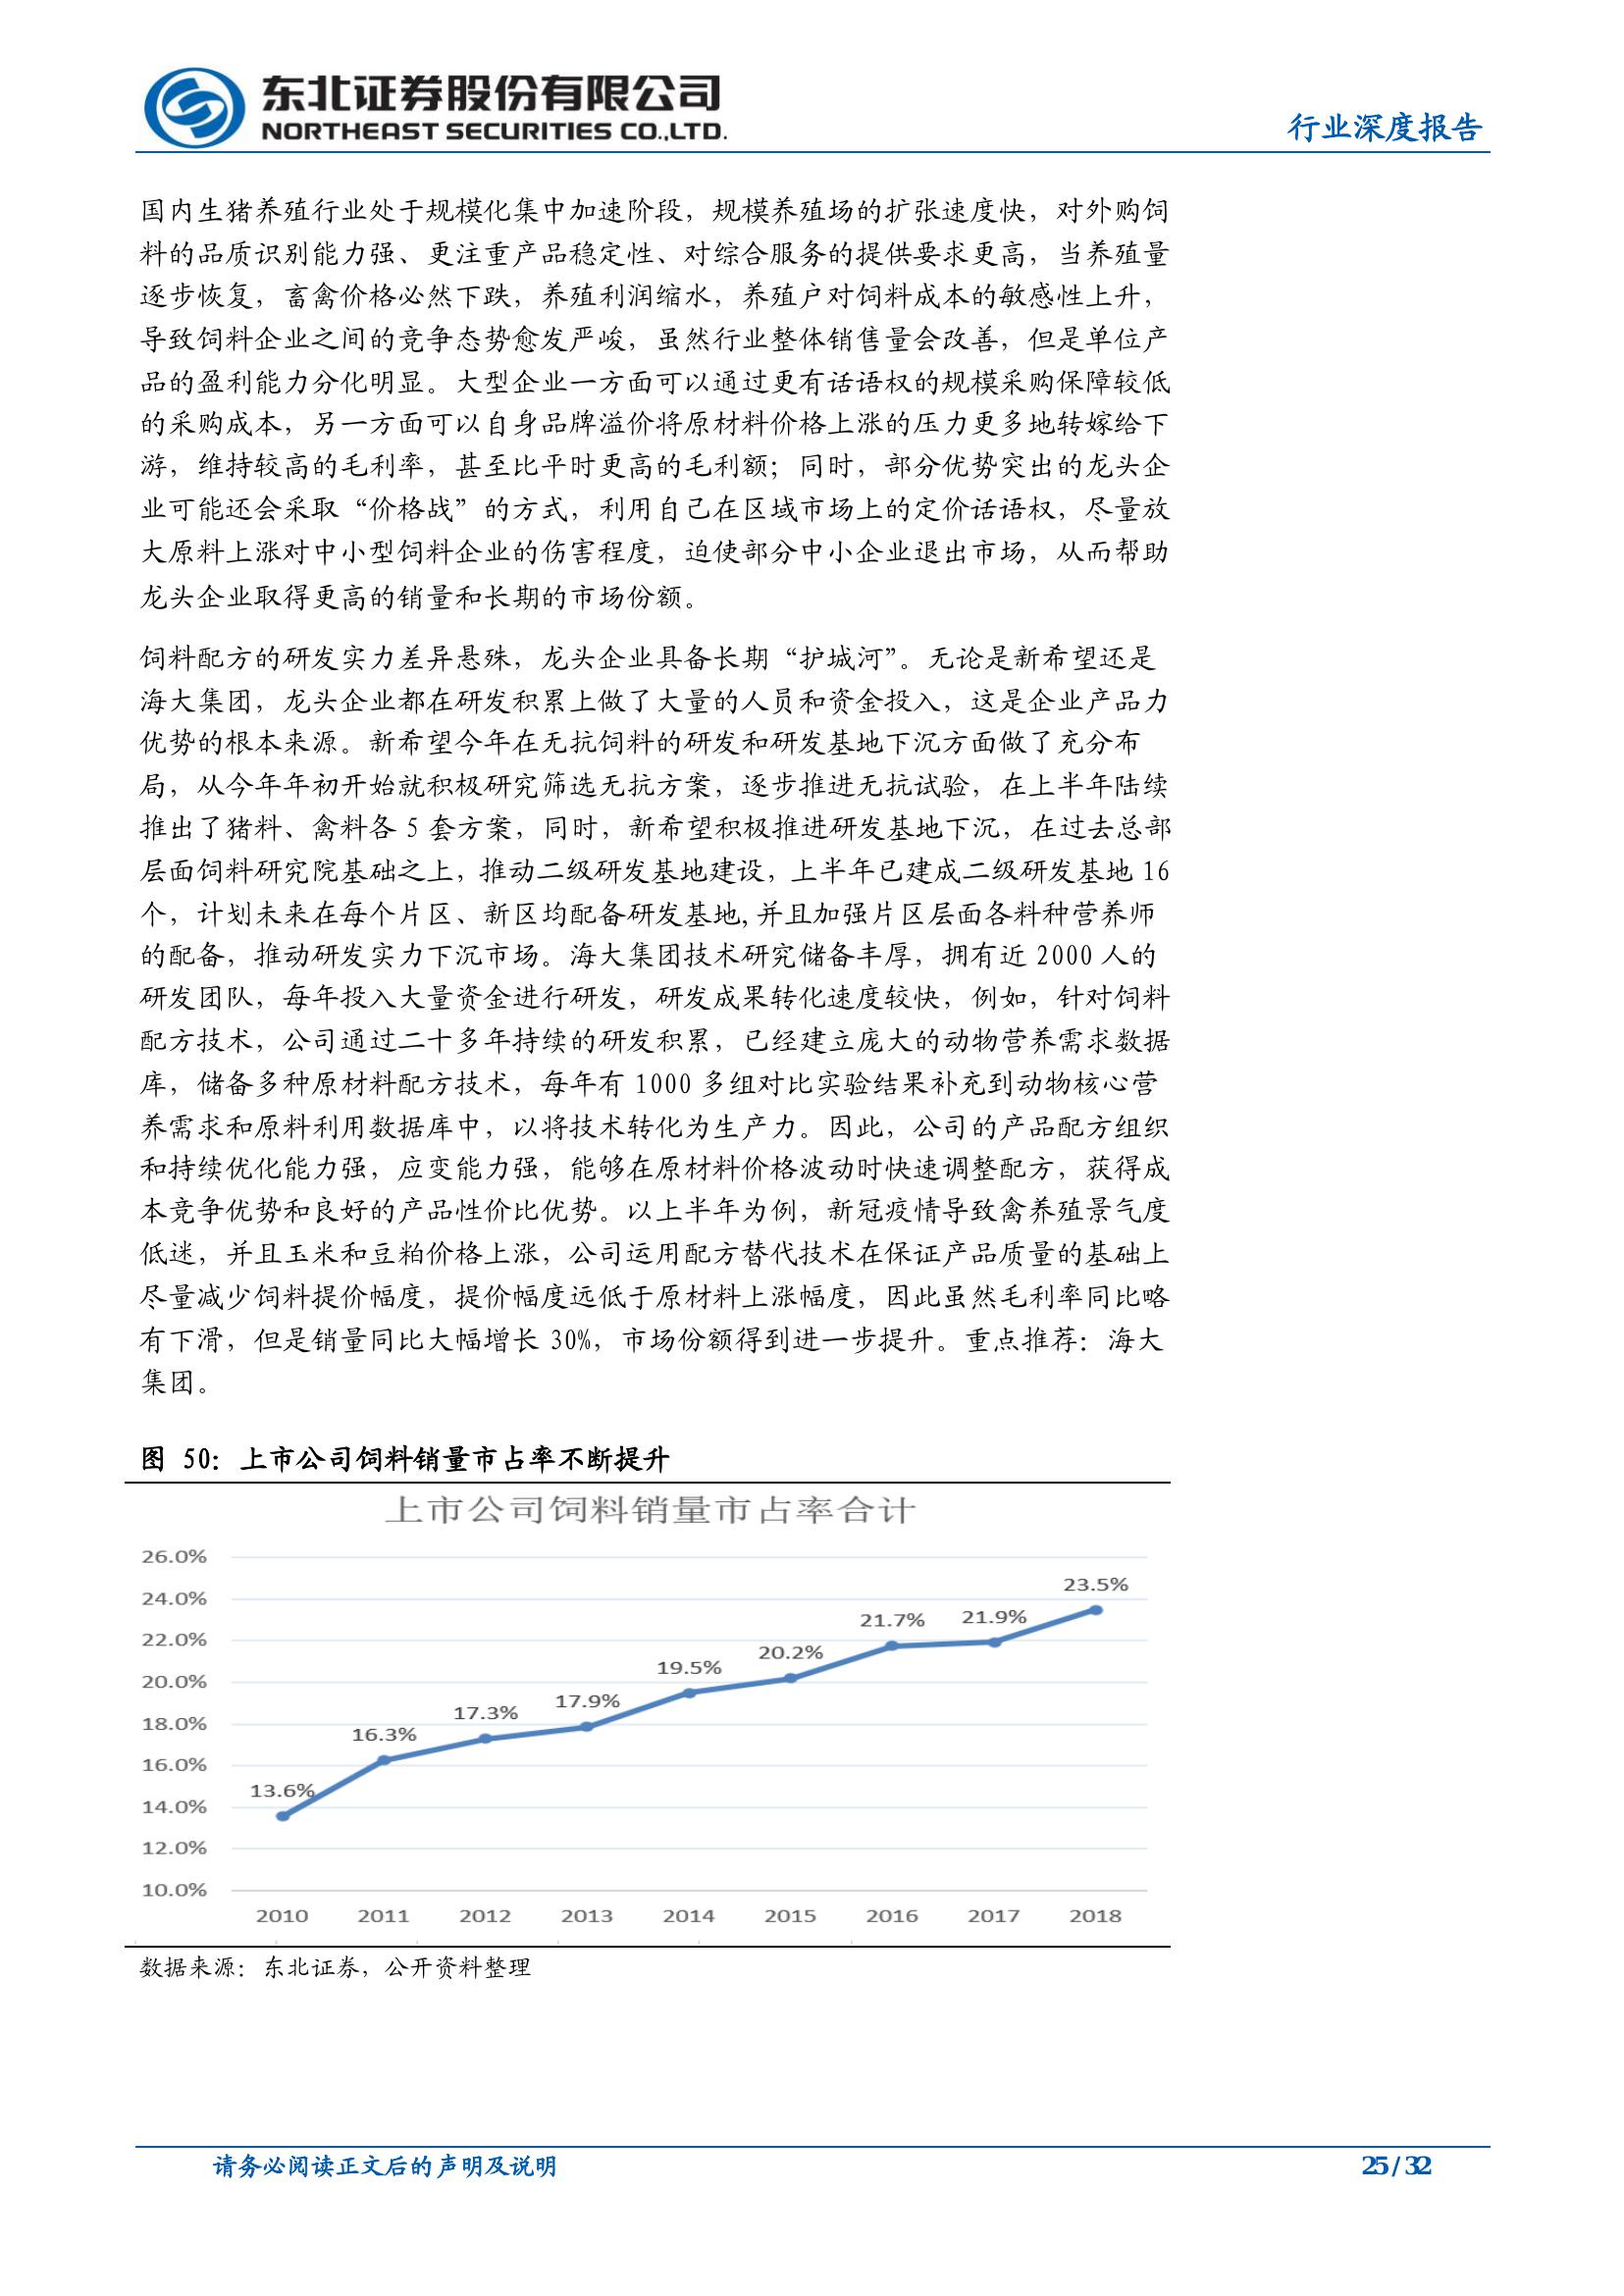 东北证券股份有限公司
NORTHEAST SECURITIES CO.,LTD.
行业深度报告
国内生猪养殖行业处于规模化集中加速阶段，规模养殖场的扩张速度快，对外购饲
料的品质识别能力强、更注重产品稳定性、对综合服务的提供要求更高，当养殖量
逐步恢复，畜禽价格必然下跌，养殖利润缩水，养殖户对饲料成本的敏感性上升，
导致饲料企业之间的竞争态势愈发严峻，虽然行业整体销售量会改善，但是单位产
品的盈利能力分化明显。大型企业一方面可以通过更有话语权的规模采购保障较低
的采购成本，另一方面可以自身品牌溢价将原材料价格上涨的压力更多地转嫁给下
游，维持较高的毛利率，甚至比平时更高的毛利额；同时，部分优势突出的龙头企
业可能还会采取“价格战”的方式，利用自己在区域市场上的定价话语权，尽量放
大原料上涨对中小型饲料企业的伤害程度，迫使部分中小企业退出市场，从而帮助
龙头企业取得更高的销量和长期的市场份额。
饲料配方的研发实力差异悬殊，龙头企业具备长期“护城河”。无论是新希望还是
海大集团，龙头企业都在研发积累上做了大量的人员和资金投入，这是企业产品力
优势的根本来源。新希望今年在无抗饲料的研发和研发基地下沉方面做了充分布
局，从今年年初开始就积极研究筛选无抗方案，逐步推进无抗试验，在上半年陆续
推出了猪料、禽料各 5 套方案，同时，新希望积极推进研发基地下沉，在过去总部
层面饲料研究院基础之上，推动二级研发基地建设，上半年已建成二级研发基地 16
个，计划未来在每个片区、新区均配备研发基地,并且加强片区层面各料种营养师
的配备，推动研发实力下沉市场。海大集团技术研究储备丰厚，拥有近 2000 人的
研发团队，每年投入大量资金进行研发，研发成果转化速度较快，例如，针对饲料
配方技术，公司通过二十多年持续的研发积累，已经建立庞大的动物营养需求数据
库，储备多种原材料配方技术，每年有 1000 多组对比实验结果补充到动物核心营
养需求和原料利用数据库中，以将技术转化为生产力。因此，公司的产品配方组织
和持续优化能力强，应变能力强，能够在原材料价格波动时快速调整配方，获得成
本竞争优势和良好的产品性价比优势。以上半年为例，新冠疫情导致禽养殖景气度
低迷，并且玉米和豆粕价格上涨，公司运用配方替代技术在保证产品质量的基础上
尽量减少饲料提价幅度，提价幅度远低于原材料上涨幅度，因此虽然毛利率同比略
有下滑，但是销量同比大幅增长 30%，市场份额得到进一步提升。重点推荐：海大
集团。
图 50：上市公司饲料销量市占率不断提升
上市公司饲料销量市占率合计
26.0%
24.0%
22.0%
20.0%
18.0%
16.0%
14.0%
12.0%
10.0%
13.6%
16.3%
17.3%
17.9%
19.5%
20.2%
21.7%
21.9%
23.5%
2010 2011 2012 2013 2014 2015 2016 2017 2018
数据来源：东北证券，公开资料整理
请务必阅读正文后的声明及说明
25 / 32